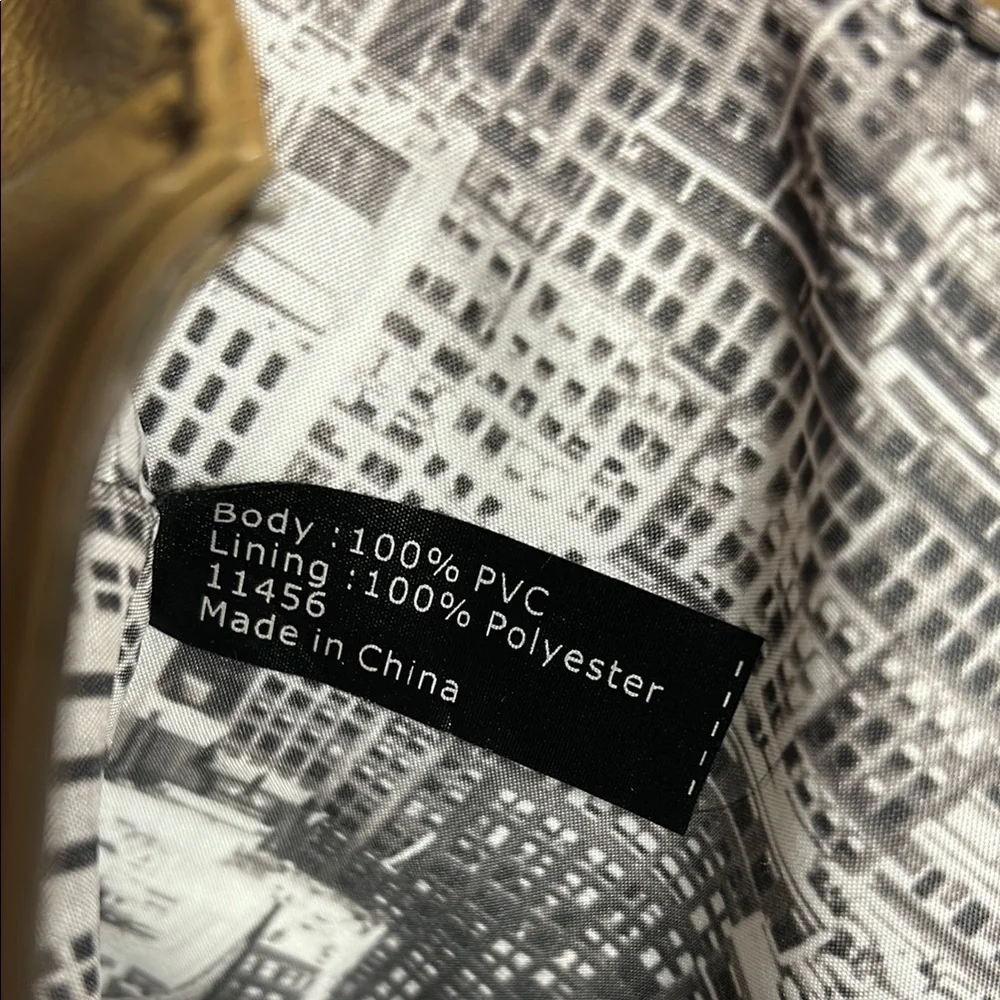 Body :100% PVC
Lining :100% Polyester
11456
Made in China